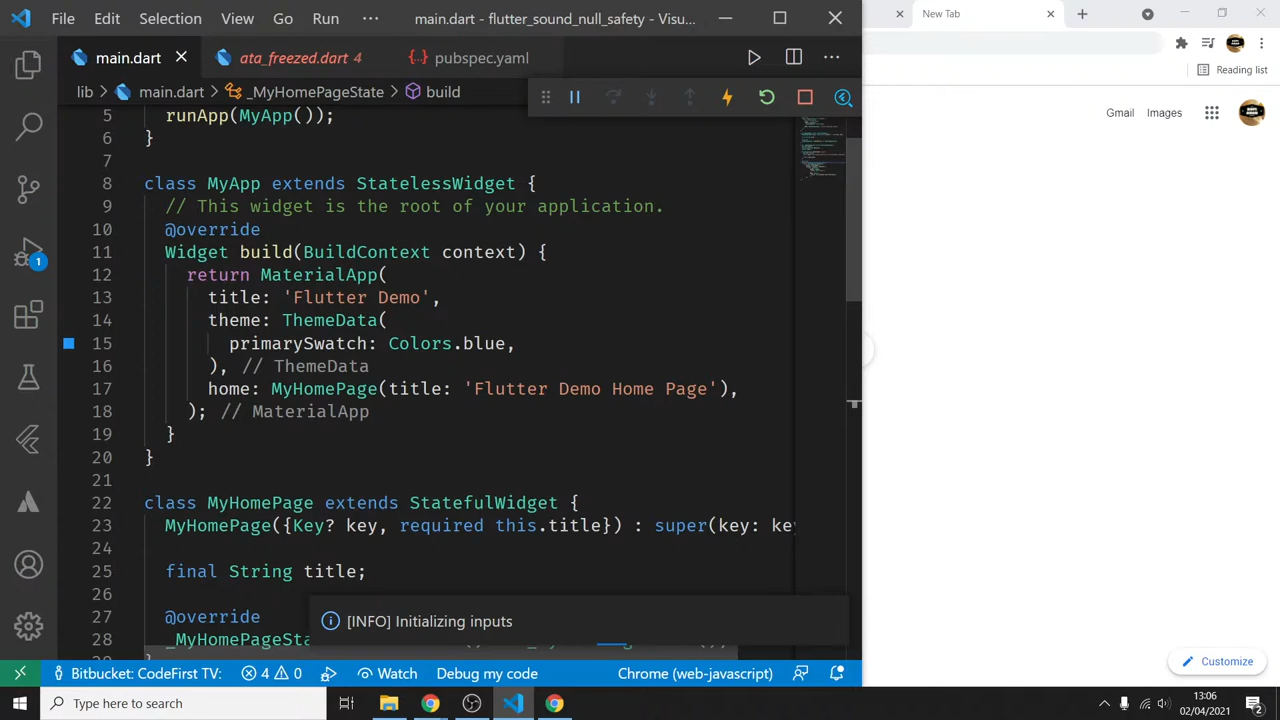 File Edit Selection View Go Run ··· main.dart - flutter_sound_null_safety - Visu...
New Tab
main.dart ata_freezed.dart 4 pubspec.yaml
Reading list
lib > main.dart > _MyHomePageState > build
Gmail Images
5 runApp(MyApp());
6 }
7
8 class MyApp extends StatelessWidget {
9 // This widget is the root of your application.
10 @override
11 Widget build(BuildContext context) {
12 return MaterialApp(
13 title: 'Flutter Demo',
14 theme: ThemeData(
15 primarySwatch: Colors.blue,
16 ), // ThemeData
17 home: MyHomePage(title: 'Flutter Demo Home Page'),
18 ); // MaterialApp
19 }
20 }
21
22 class MyHomePage extends StatefulWidget {
23 MyHomePage({Key? key, required this.title}) : super(key: key
24
25 final String title;
26
27 @override
28 _MyHomePageSta
[INFO] Initializing inputs
1
Customize
Bitbucket: CodeFirst TV: 4 0 Watch Debug my code Chrome (web-javascript)
Type here to search
13:06
02/04/2021
2